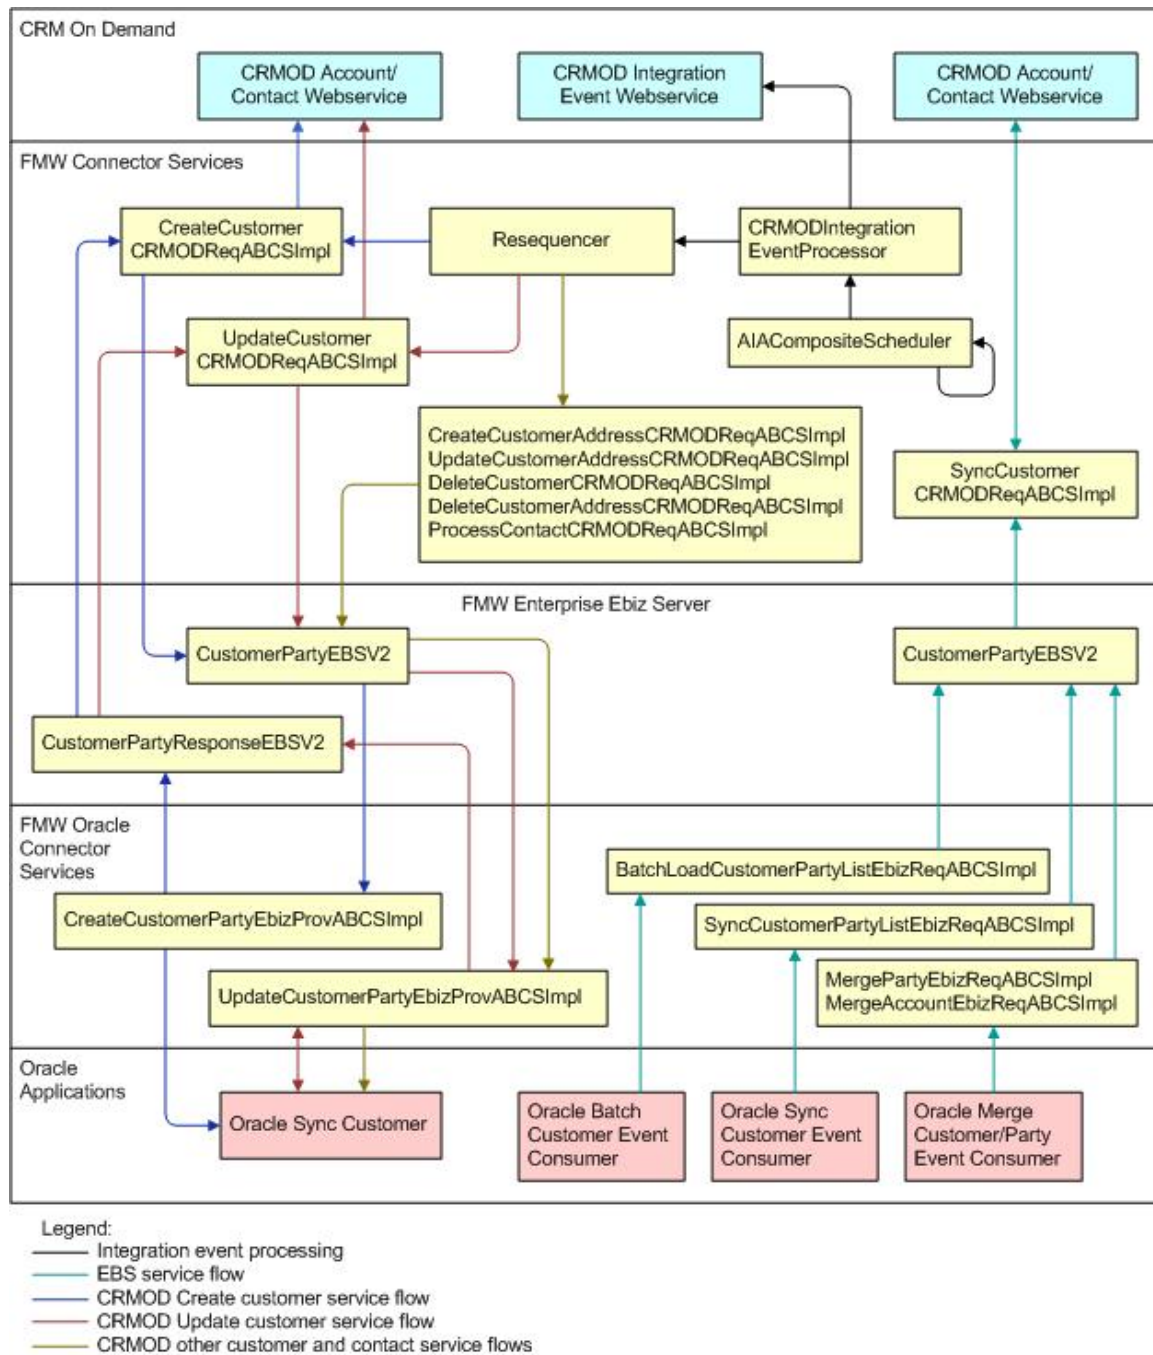 CRM On Demand
CRMOD Account/
Contact Webservice
CRMOD Integration
Event Webservice
CRMOD Account/
Contact Webservice
FMW Connector Services
CreateCustomer
CRMODReqABCSImpl
Resequencer
CRMODIntegration
EventProcessor
UpdateCustomer
CRMODReqABCSImpl
AIACompositeScheduler
CreateCustomerAddressCRMODReqABCSImpl
UpdateCustomerAddressCRMODReqABCSImpl
DeleteCustomerCRMODReqABCSImpl
DeleteCustomerAddressCRMODReqABCSImpl
ProcessContactCRMODReqABCSImpl
SyncCustomer
CRMODReqABCSImpl
FMW Enterprise Ebiz Server
CustomerPartyEBSV2
CustomerPartyEBSV2
CustomerPartyResponseEBSV2
FMW Oracle
Connector
Services
BatchLoadCustomerPartyListEbizReqABCSImpl
CreateCustomerPartyEbizProvABCSImpl
SyncCustomerPartyListEbizReqABCSImpl
UpdateCustomerPartyEbizProvABCSImpl
MergePartyEbizReqABCSImpl
MergeAccountEbizReqABCSImpl
Oracle
Applications
Oracle Sync Customer
Oracle Batch
Customer Event
Consumer
Oracle Sync
Customer Event
Consumer
Oracle Merge
Customer/Party
Event Consumer
Legend:
Integration event processing
EBS service flow
CRMOD Create customer service flow
CRMOD Update customer service flow
CRMOD other customer and contact service flows